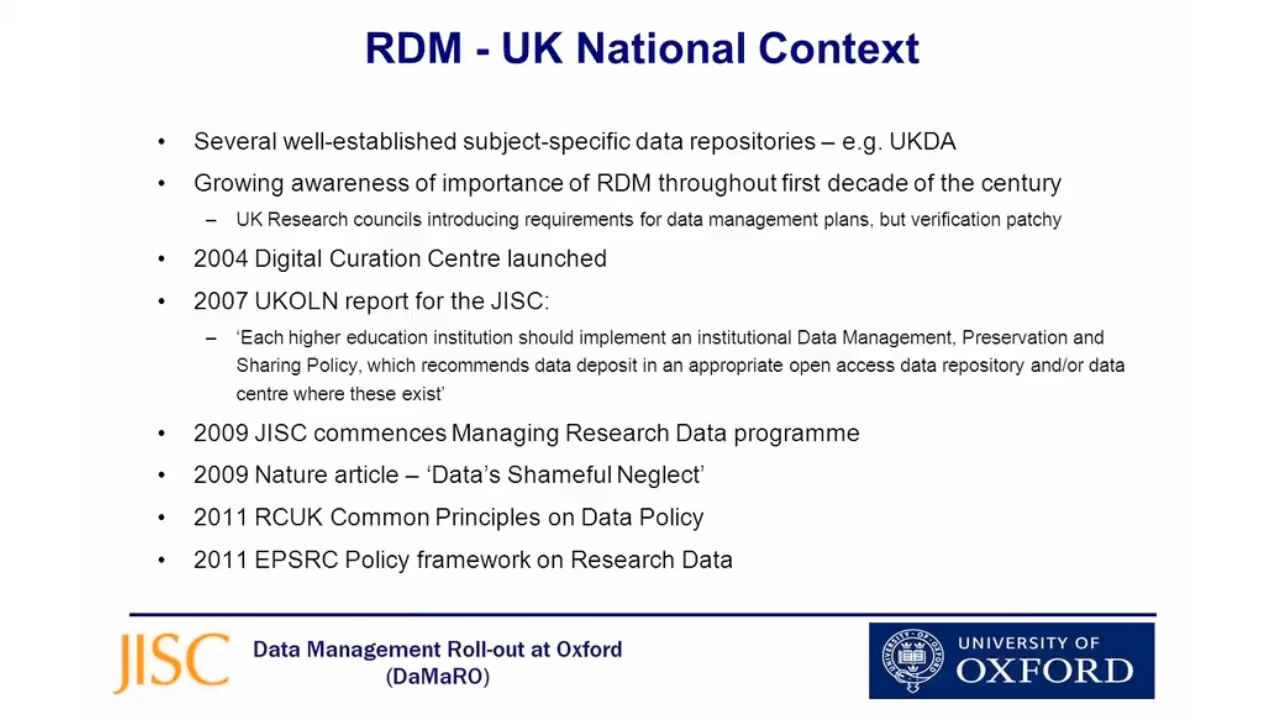 RDM - UK National Context
• Several well-established subject-specific data repositories – e.g. UKDA
• Growing awareness of importance of RDM throughout first decade of the century
– UK Research councils introducing requirements for data management plans, but verification patchy
• 2004 Digital Curation Centre launched
• 2007 UKOLN report for the JISC:
– ‘Each higher education institution should implement an institutional Data Management, Preservation and
Sharing Policy, which recommends data deposit in an appropriate open access data repository and/or data
centre where these exist’
• 2009 JISC commences Managing Research Data programme
• 2009 Nature article – ‘Data’s Shameful Neglect’
• 2011 RCUK Common Principles on Data Policy
• 2011 EPSRC Policy framework on Research Data
JISC
Data Management Roll-out at Oxford
(DaMaRO)
UNIVERSITY OF
OXFORD